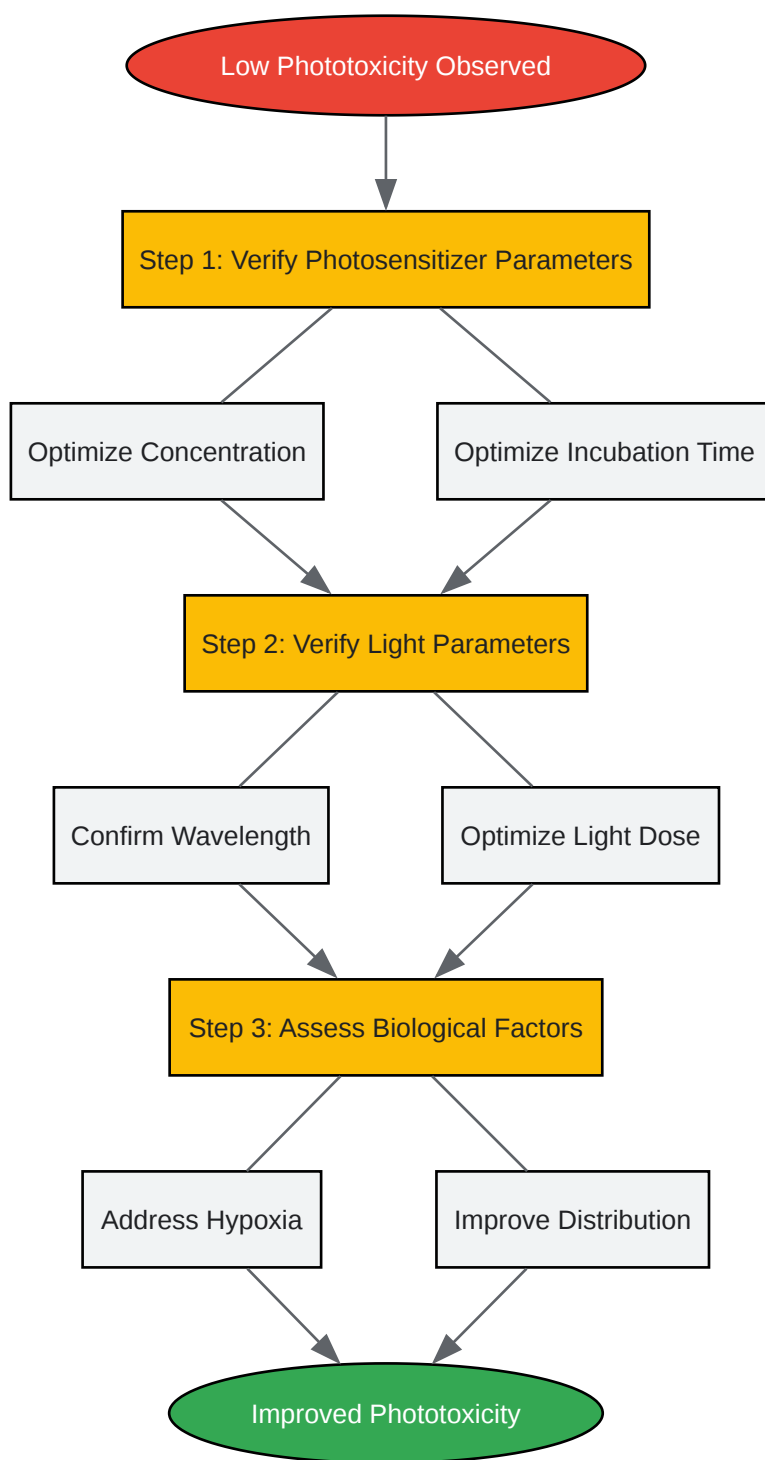 Low Phototoxicity Observed
Step 1: Verify Photosensitizer Parameters
Optimize Concentration
Optimize Incubation Time
Step 2: Verify Light Parameters
Confirm Wavelength
Optimize Light Dose
Step 3: Assess Biological Factors
Address Hypoxia
Improve Distribution
Improved Phototoxicity